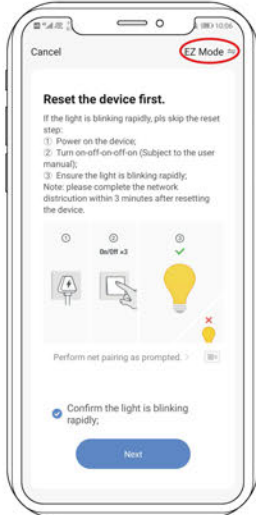 10:06
Cancel
EZ Mode
Reset the device first.
If the light is blinking rapidly, pls skip the reset
step:
① Power on the device;
② Turn on-off-on-off-on (Subject to the user
manual);
③ Ensure the light is blinking rapidly;
Note: please complete the network
districution within 3 minutes after resetting
the device.
① ② ③
On/Off ×3
Perform net pairing as prompted. >
Confirm the light is blinking
rapidly;
Next